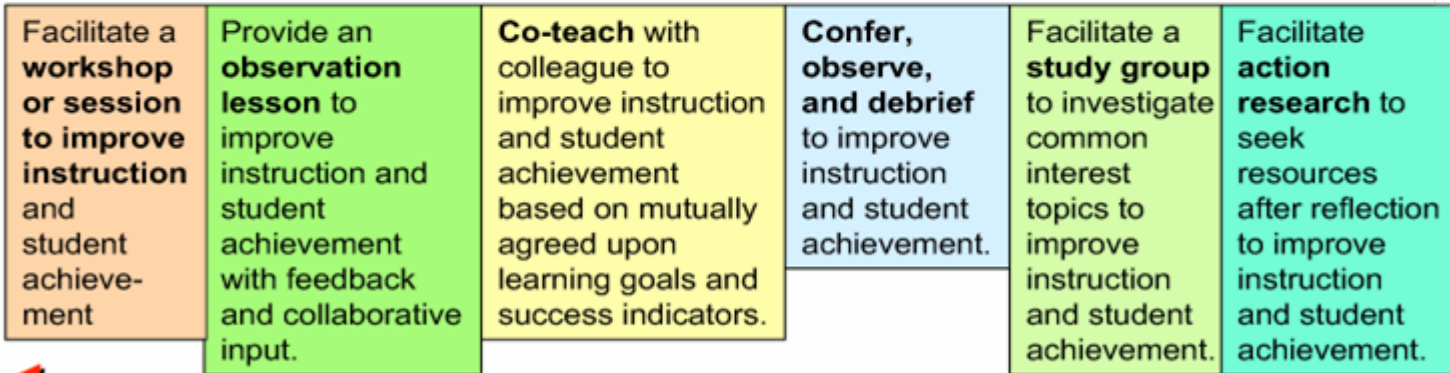 Facilitate a
workshop
or session
to improve
instruction
and
student
achieve-
ment
Provide an
observation
lesson to
improve
instruction and
student
achievement
with feedback
and collaborative
input.
Co-teach with
colleague to
improve instruction
and student
achievement
based on mutually
agreed upon
learning goals and
success indicators.
Confer,
observe,
and debrief
to improve
instruction
and student
achievement.
Facilitate a
study group
to investigate
common
interest
topics to
improve
instruction
and student
achievement.
Facilitate
action
research to
seek
resources
after reflection
to improve
instruction
and student
achievement.